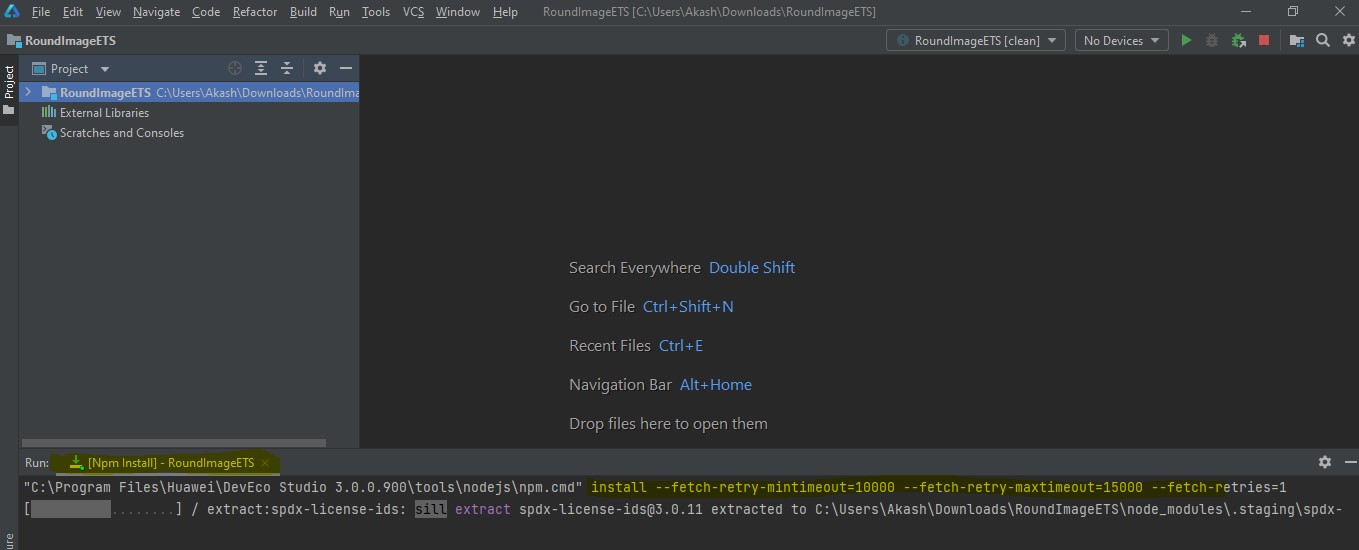 File Edit View Navigate Code Refactor Build Run Tools VCS Window Help RoundImageETS [C:\Users\Akash\Downloads\RoundImageETS]
RoundImageETS RoundImageETS [clean] No Devices
Project
Project
RoundImageETS C:\Users\Akash\Downloads\RoundIma
External Libraries
Scratches and Consoles
Search Everywhere Double Shift
Go to File Ctrl+Shift+N
Recent Files Ctrl+E
Navigation Bar Alt+Home
Drop files here to open them
Run: [Npm Install] - RoundImageETS
"C:\Program Files\Huawei\DevEco Studio 3.0.0.900\tools\nodejs\npm.cmd" install --fetch-retry-mintimeout=10000 --fetch-retry-maxtimeout=15000 --fetch-retries=1
[ ........] / extract:spdx-license-ids: sill extract spdx-license-ids@3.0.11 extracted to C:\Users\Akash\Downloads\RoundImageETS\node_modules\.staging\spdx-
ure